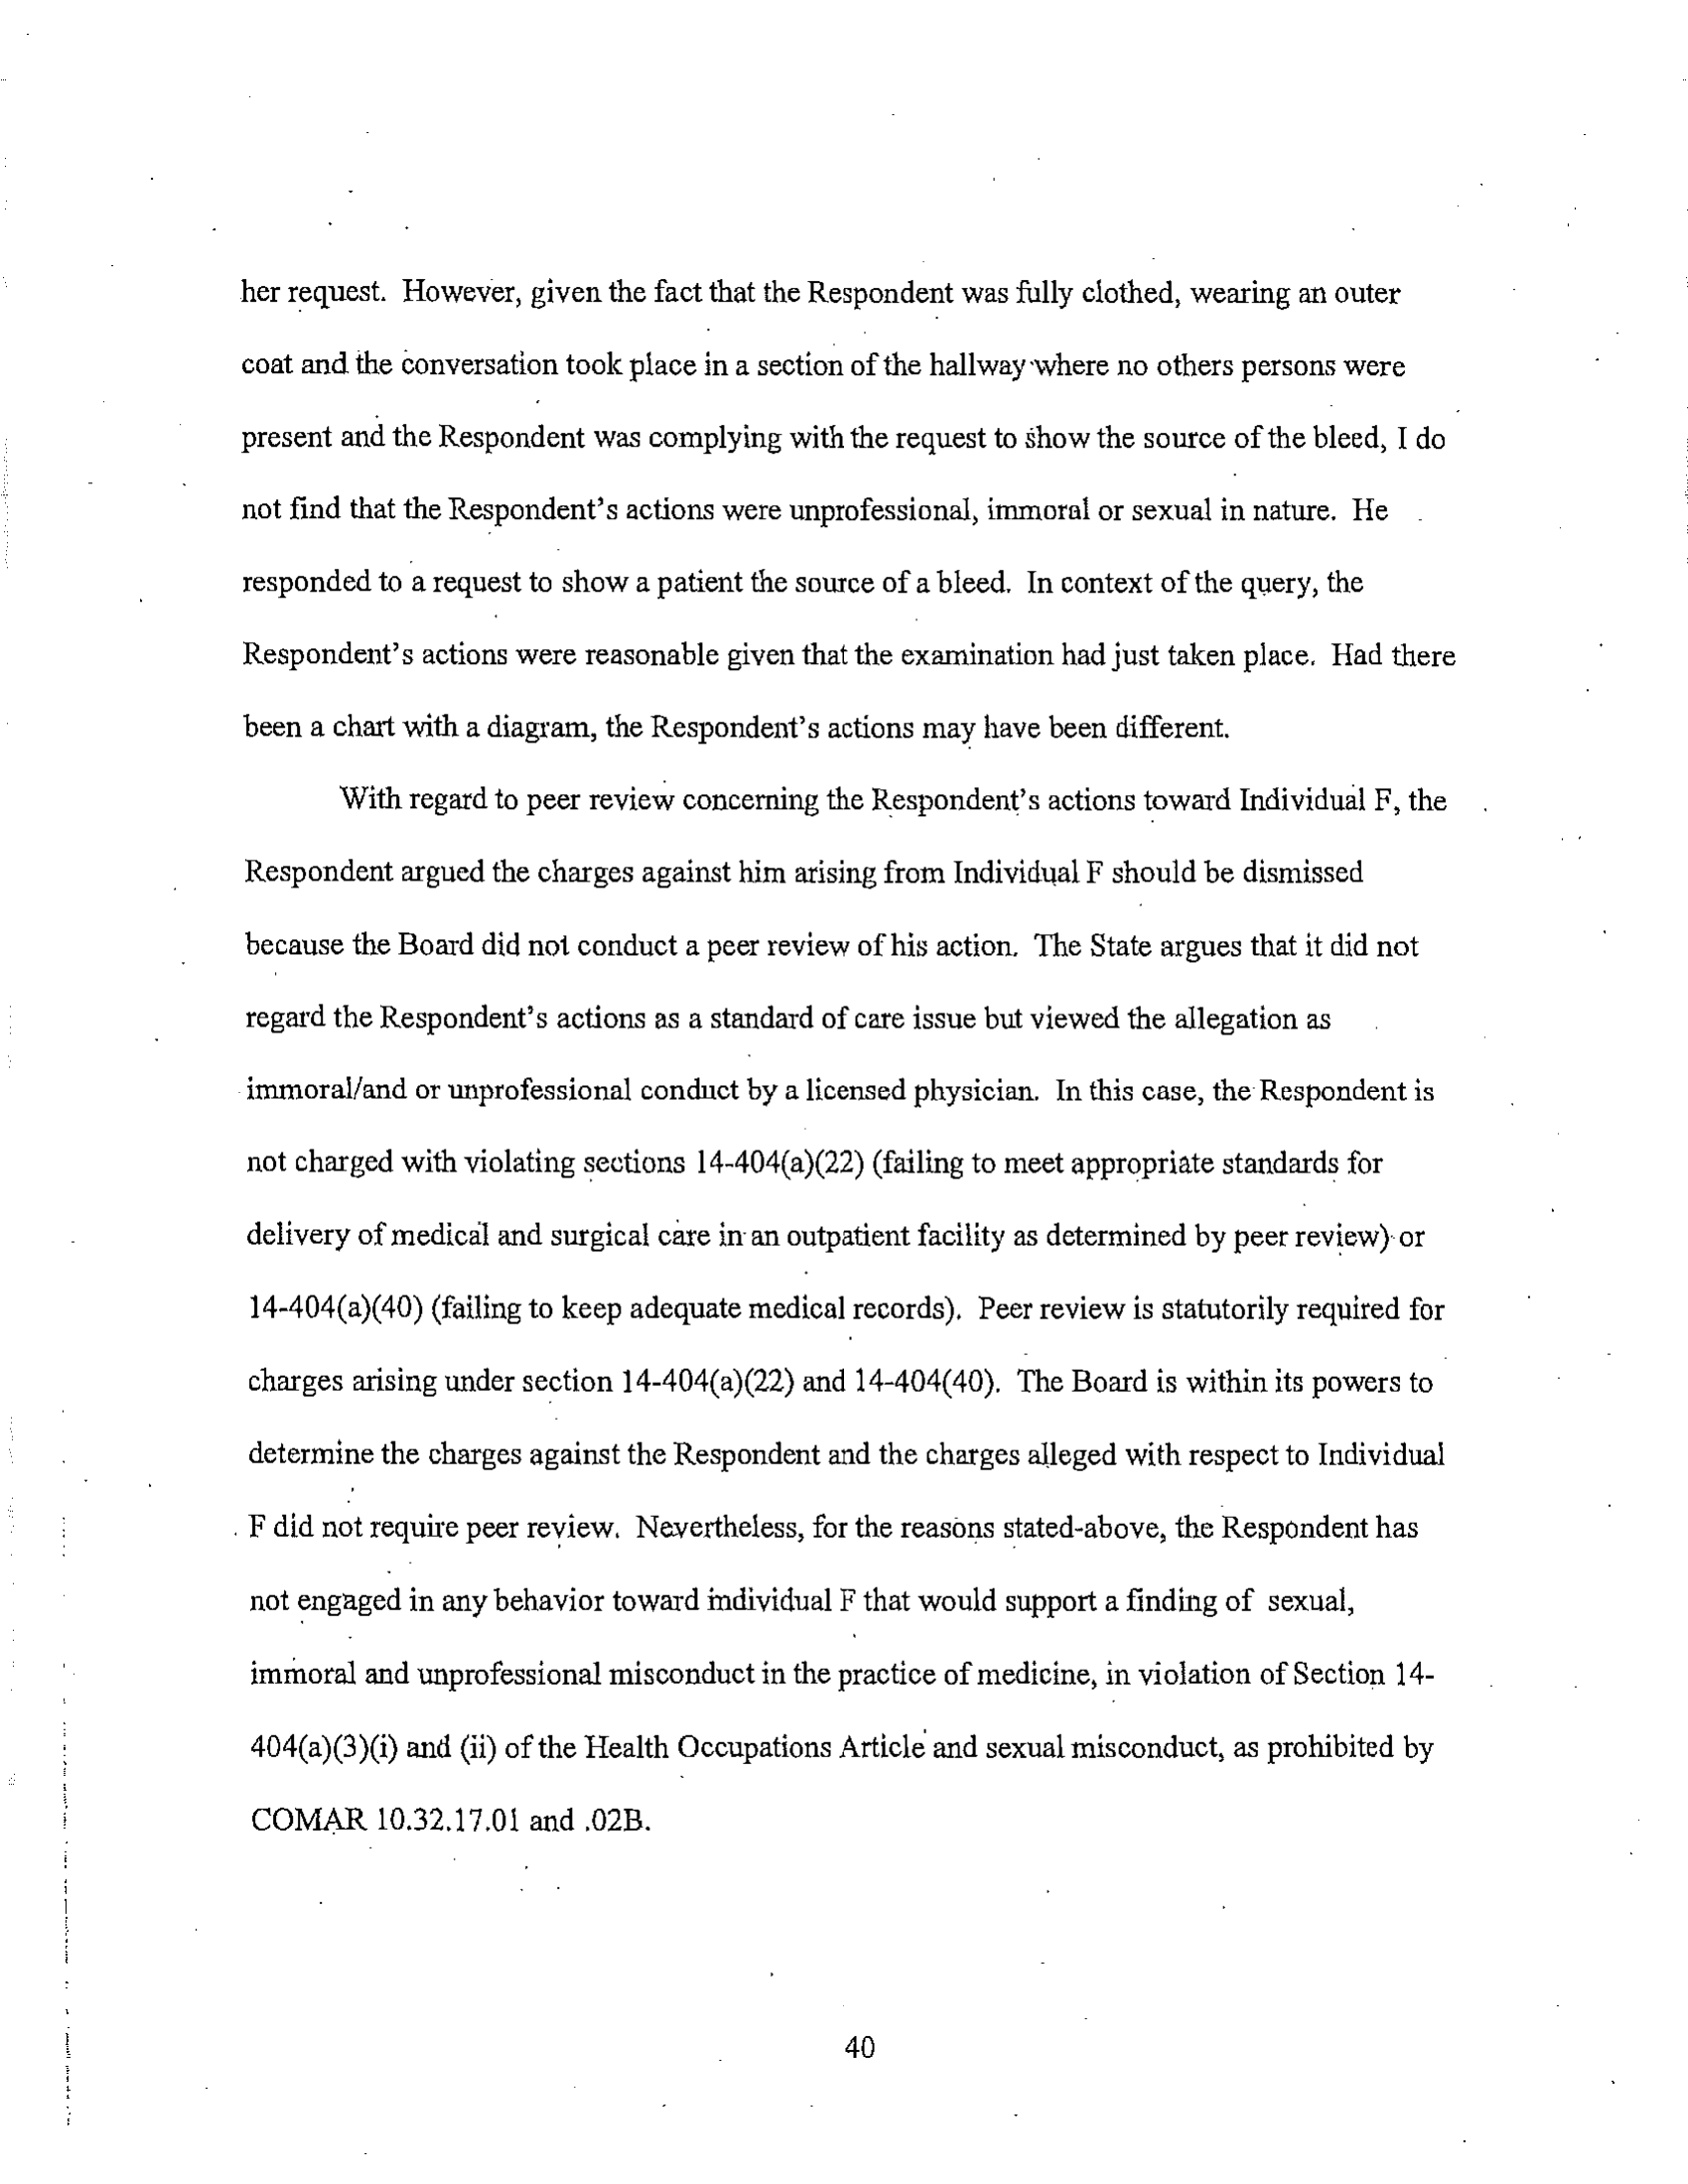 her request. However, given the fact that the Respondent was fully clothed, wearing an outer
coat and the conversation took place in a section of the hallway where no others persons were
present and the Respondent was complying with the request to show the source of the bleed, I do
not find that the Respondent's actions were unprofessional, immoral or sexual in nature. He
responded to a request to show a patient the source of a bleed. In context of the query, the
Respondent's actions were reasonable given that the examination had just taken place. Had there
been a chart with a diagram, the Respondent's actions may have been different.
With regard to peer review concerning the Respondent's actions toward Individual F, the
Respondent argued the charges against him arising from Individual F should be dismissed
because the Board did not conduct a peer review of his action. The State argues that it did not
regard the Respondent's actions as a standard of care issue but viewed the allegation as
immoral/and or unprofessional conduct by a licensed physician. In this case, the Respondent is
not charged with violating sections 14-404(a)(22) (failing to meet appropriate standards for
delivery of medical and surgical care in an outpatient facility as determined by peer review) or
14-404(a)(40) (failing to keep adequate medical records). Peer review is statutorily required for
charges arising under section 14-404(a)(22) and 14-404(40). The Board is within its powers to
determine the charges against the Respondent and the charges alleged with respect to Individual
F did not require peer review. Nevertheless, for the reasons stated-above, the Respondent has
not engaged in any behavior toward individual F that would support a finding of sexual,
immoral and unprofessional misconduct in the practice of medicine, in violation of Section 14-
404(a)(3)(i) and (ii) of the Health Occupations Article and sexual misconduct, as prohibited by
COMAR 10.32.17.01 and .02B.
40